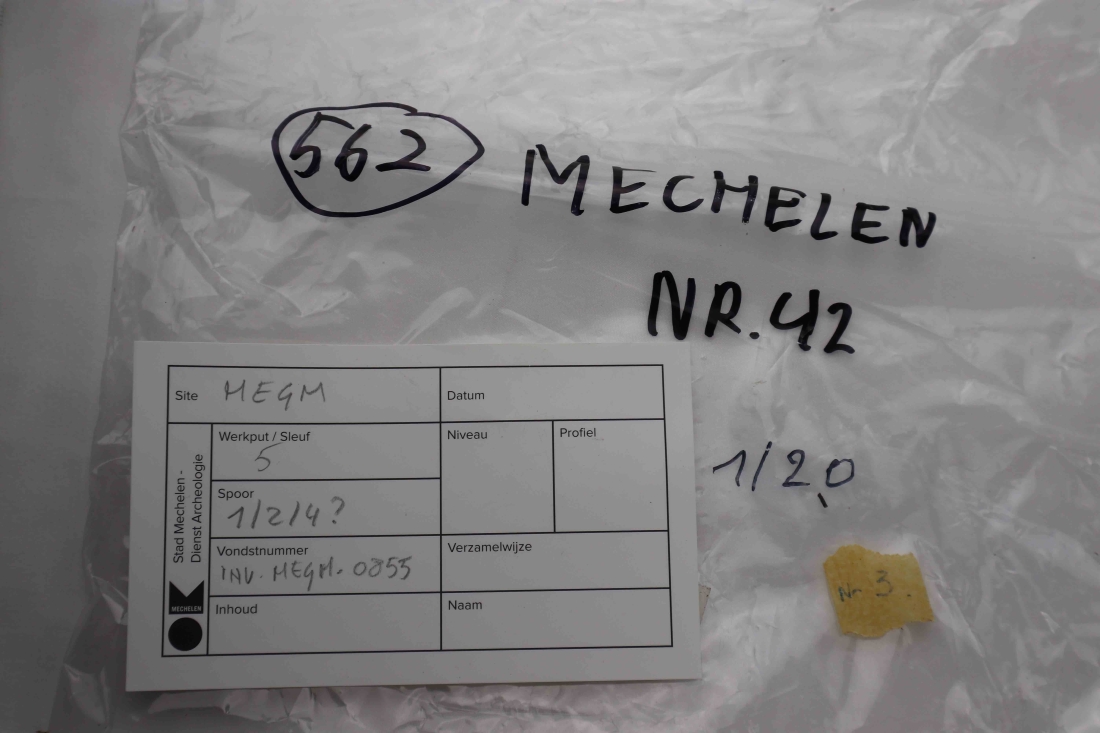 562
MECHELEN
NR.42
Site MEGM
Datum
Werkput / Sleuf
5
Niveau
Profiel
Spoor
1/2/4?
Vondstnummer
INV. MEGM. 0855
Verzamelwijze
Inhoud
Naam
Stad Mechelen -
Dienst Archeologie
MECHELEN
1/2,0
Nr 3.